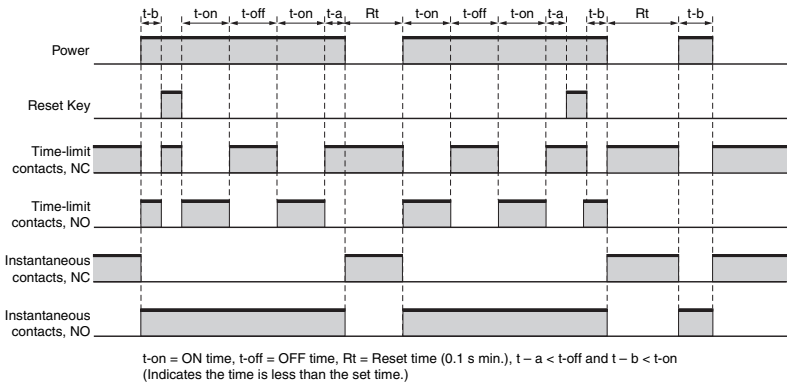 t-b t-on t-off t-on t-a Rt t-on t-off t-on t-a t-b Rt t-b
Power
Reset Key
Time-limit
contacts, NC
Time-limit
contacts, NO
Instantaneous
contacts, NC
Instantaneous
contacts, NO
t-on = ON time, t-off = OFF time, Rt = Reset time (0.1 s min.), t – a < t-off and t – b < t-on
(Indicates the time is less than the set time.)